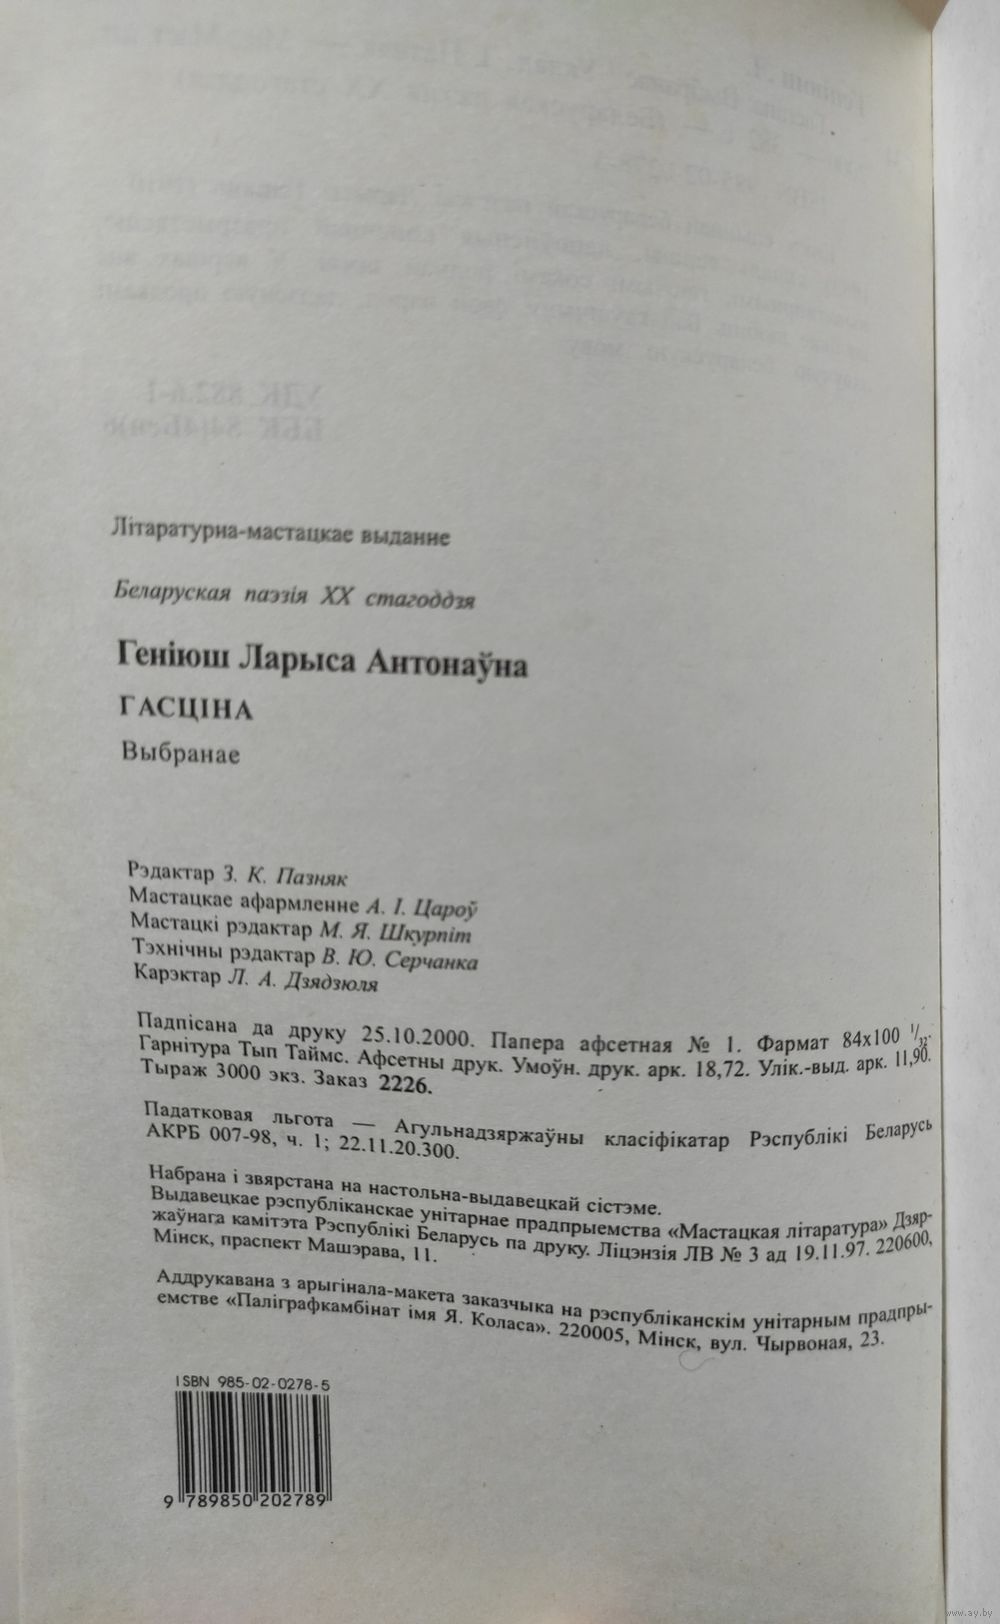 Літаратурна-мастацкае выданне
Беларуская паэзія XX стагоддзя
Геніюш Ларыса Антонаўна
ГАСЦІНА
Выбранае
Рэдактар З. К. Пазняк
Мастацкае афармленне А. І. Цароў
Мастацкі рэдактар М. Я. Шкурпіт
Тэхнічны рэдактар В. Ю. Серчанка
Карэктар Л. А. Дзядзюля
Падпісана да друку 25.10.2000. Папера афсетная № 1. Фармат 84х100 1/32.
Гарнітура Тып Таймс. Афсетны друк. Умоўн. друк. арк. 18,72. Улік.-выд. арк. 11,90.
Тыраж 3000 экз. Заказ 2226.
Падатковая льгота — Агульнадзяржаўны класіфікатар Рэспублікі Беларусь
АКРБ 007-98, ч. 1; 22.11.20.300.
Набрана і звярстана на настольна-выдавецкай сістэме.
Выдавецкае рэспубліканскае унітарнае прадпрыемства «Мастацкая літаратура» Дзяр-
жаўнага камітэта Рэспублікі Беларусь па друку. Ліцэнзія ЛВ № 3 ад 19.11.97. 220600,
Мінск, праспект Машэрава, 11.
Аддрукавана з арыгінала-макета заказчыка на рэспубліканскім унітарным прадпры-
емстве «Паліграфкамбінат імя Я. Коласа». 220005, Мінск, вул. Чырвоная, 23.
ISBN 985-02-0278-5
9 789850 202789
www.ay.by